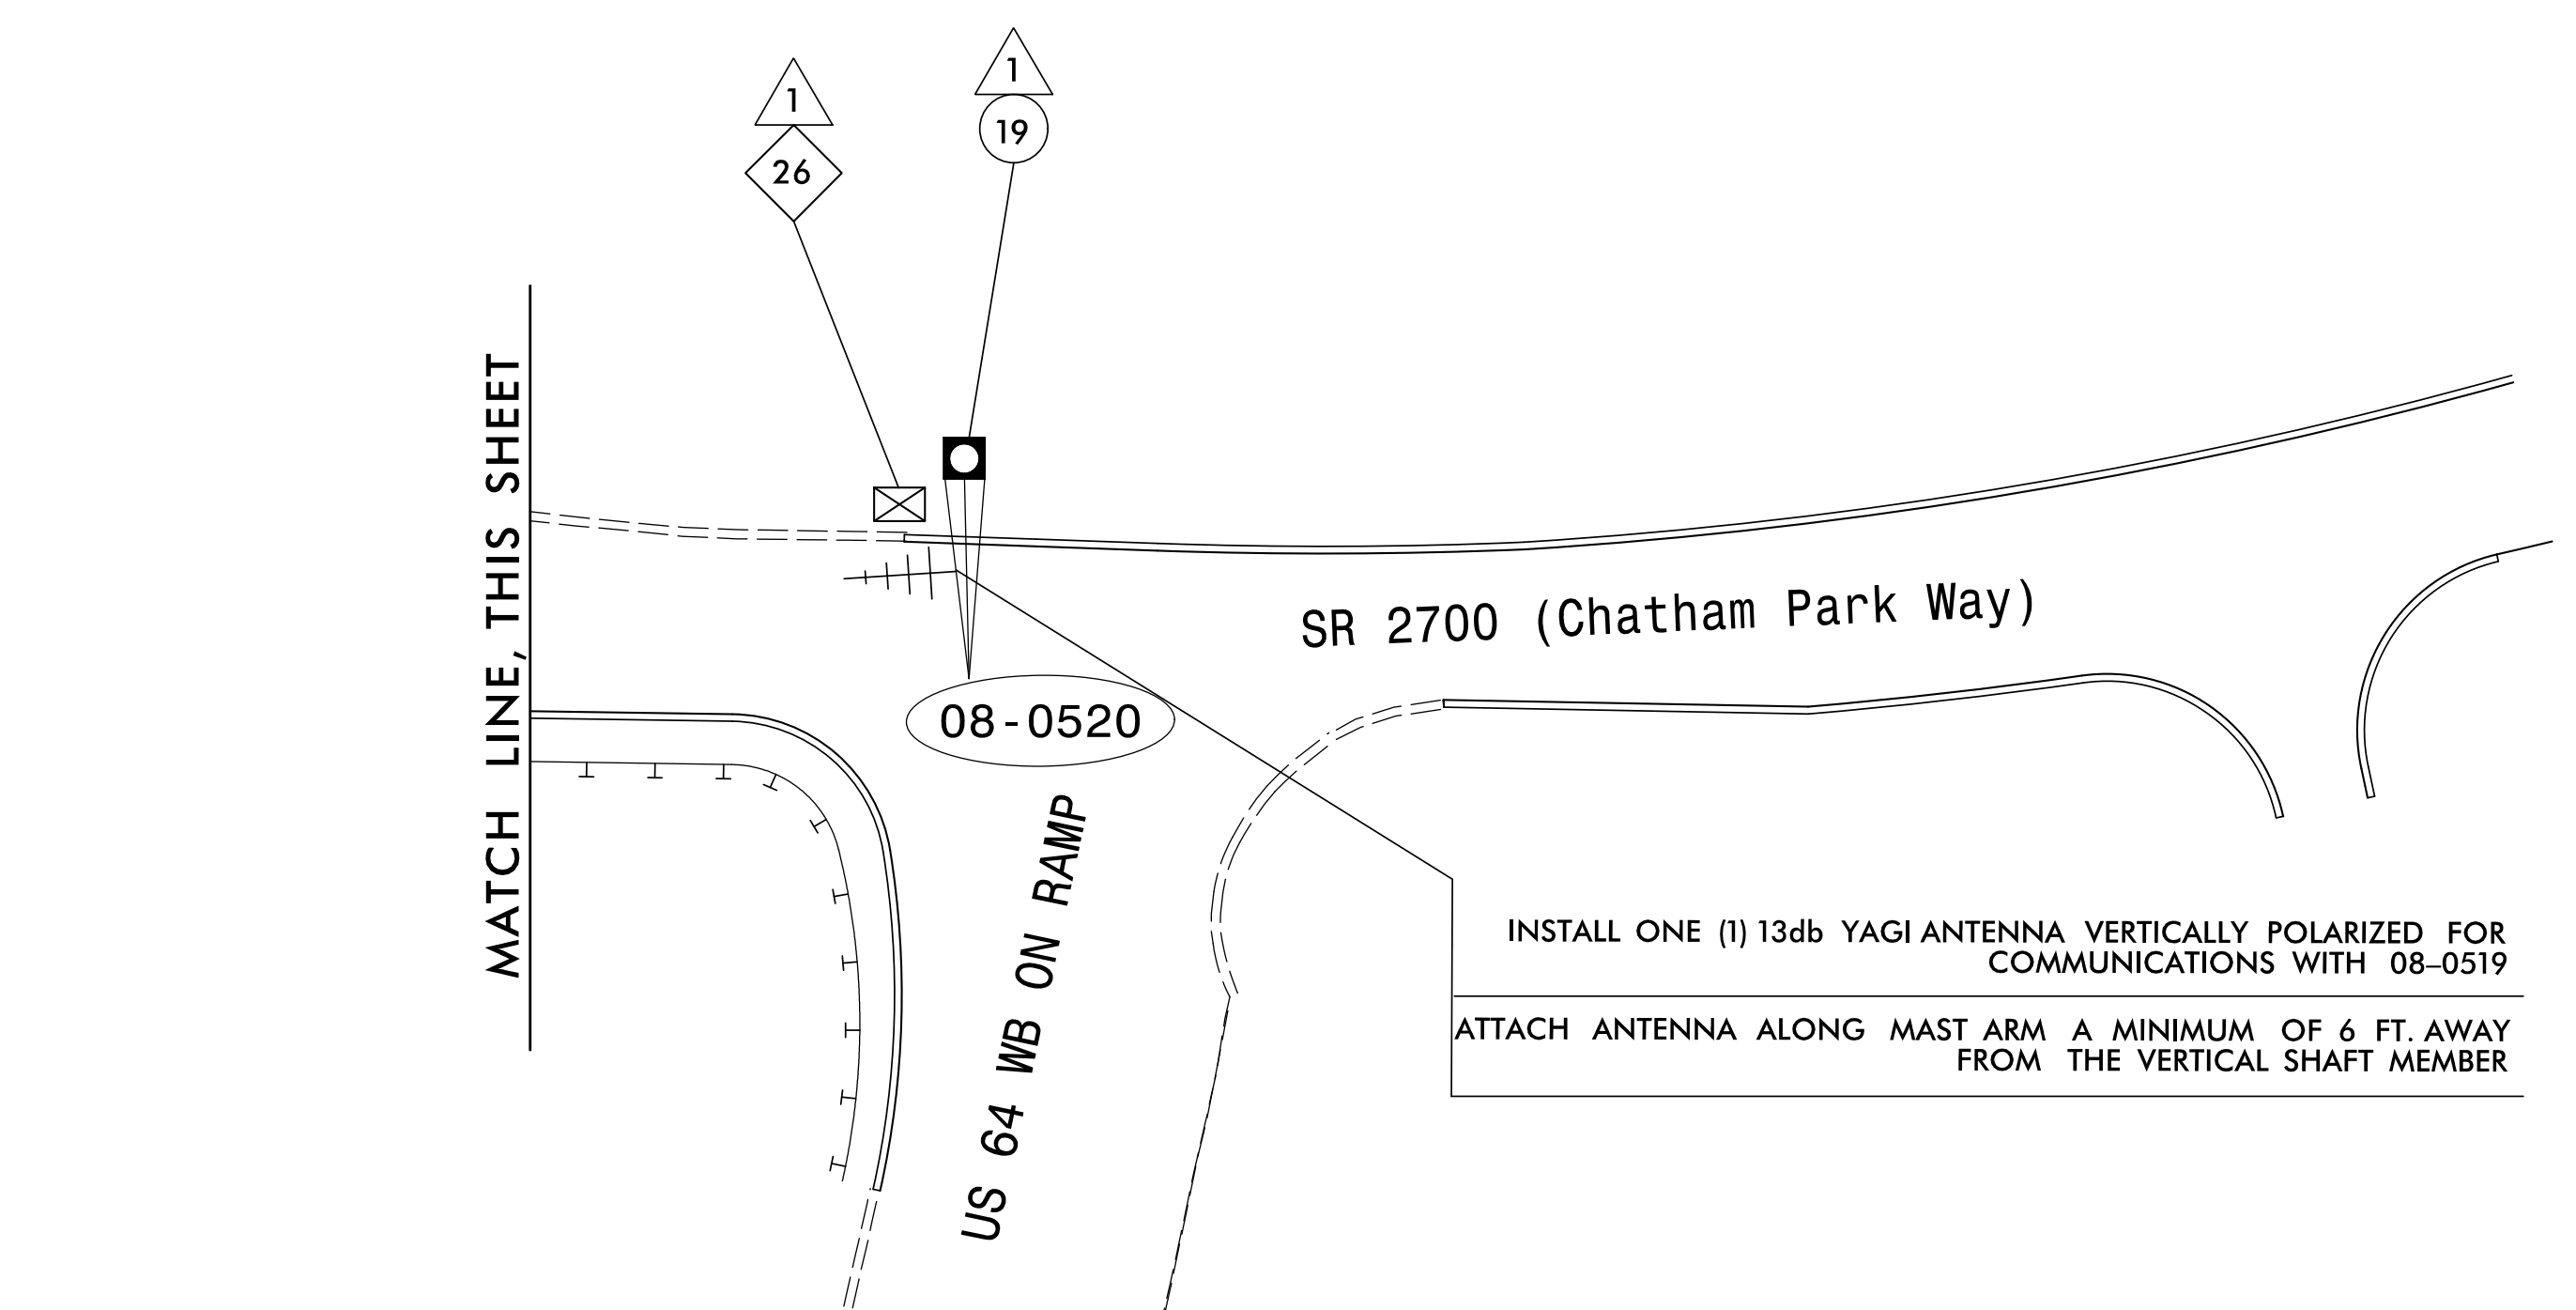 1
26
1
19
MATCH LINE, THIS SHEET
SR 2700 (Chatham Park Way)
08-0520
US 64 WB ON RAMP
INSTALL ONE (1) 13db YAGI ANTENNA VERTICALLY POLARIZED FOR
COMMUNICATIONS WITH 08-0519
ATTACH ANTENNA ALONG MAST ARM A MINIMUM OF 6 FT. AWAY
FROM THE VERTICAL SHAFT MEMBER